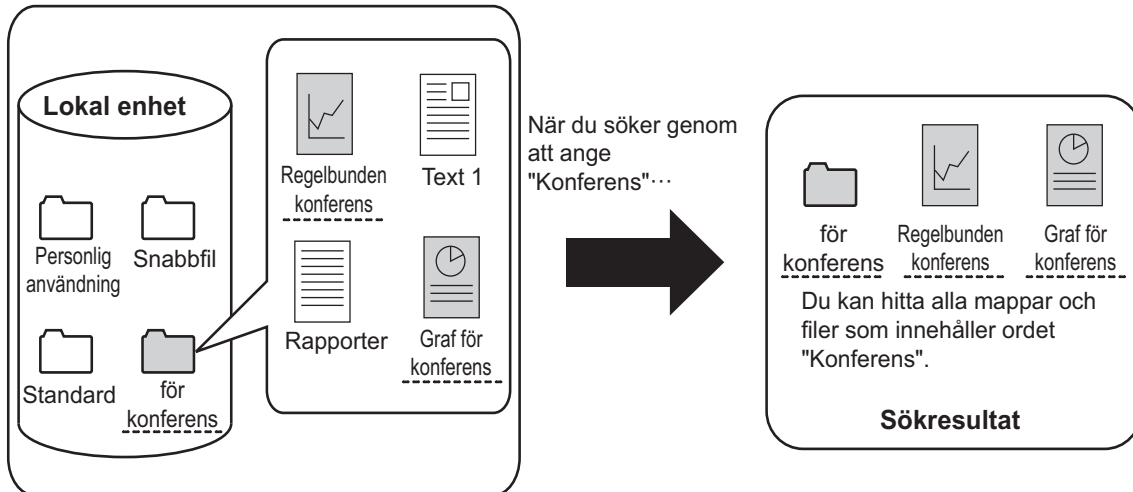 Lokal enhet
Personlig
användning
Snabbfil
Standard
för
konferens
Regelbunden
konferens
Text 1
Rapporter
Graf för
konferens
När du söker genom
att ange
"Konferens"···
för
konferens
Regelbunden
konferens
Graf för
konferens
Du kan hitta alla mappar och
filer som innehåller ordet
"Konferens".
Sökresultat